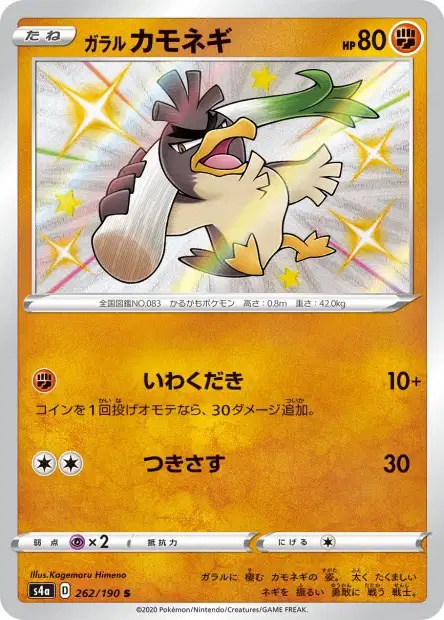 たね ガラル カモネギ HP80
全国図鑑NO.083 かるがもポケモン 高さ:0.8m 重さ:42.0kg
いわくだき 10+
コインを1回投げオモテなら、30ダメージ追加。
つきさす 30
弱点 ×2 抵抗力 にげる
Illus.Kagemaru Himeno
s4a D 262/190 S
ガラルに 棲む カモネギの 姿。 太く たくましい
ネギを 振るい 勇敢に 戦う 戦士。
©2020 Pokémon/Nintendo/Creatures/GAME FREAK.